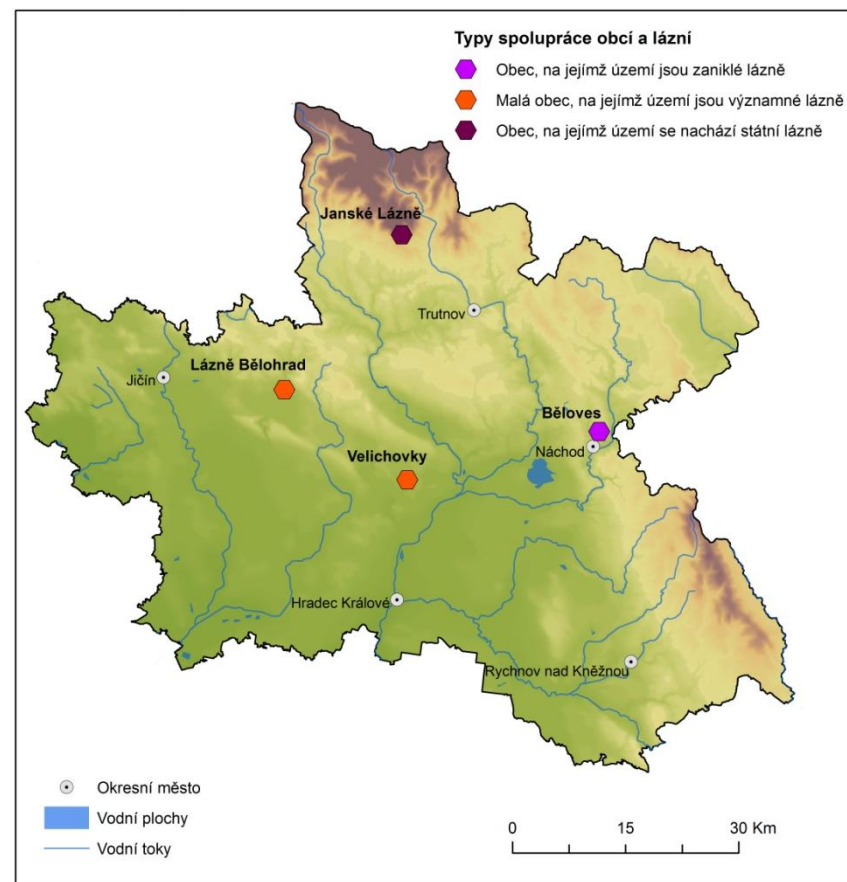 Typy spolupráce obcí a lázní
Obec, na jejímž území jsou zaniklé lázně
Malá obec, na jejímž území jsou významné lázně
Obec, na jejímž území se nachází státní lázně
Janské Lázně
Trutnov
Lázně Bělohrad
Jičín
Běloves
Náchod
Velichovky
Hradec Králové
Rychnov nad Kněžnou
Okresní město
Vodní plochy
Vodní toky
0 15 30 Km